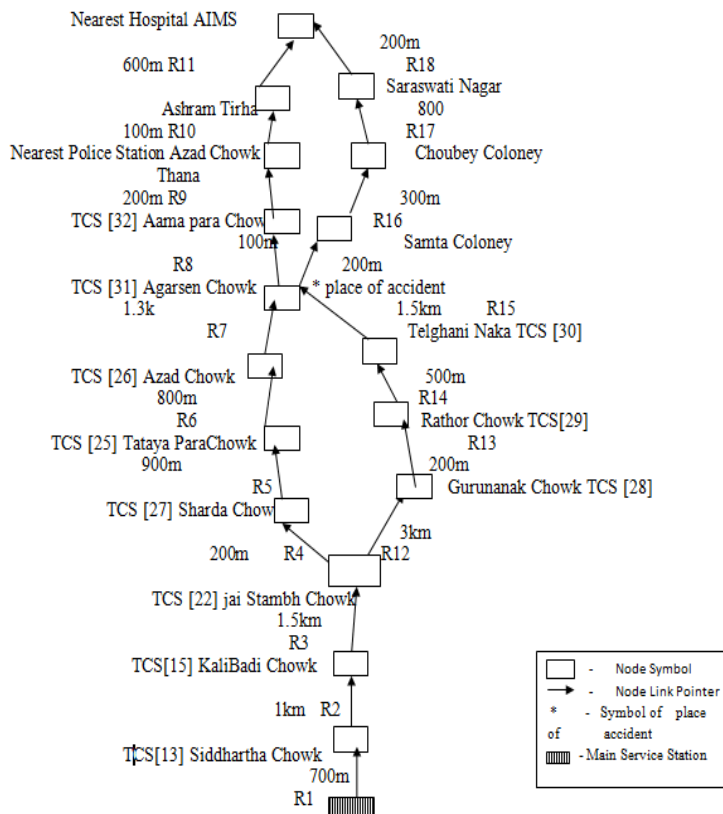 Nearest Hospital AIMS
200m
600m R11
R18
Saraswati Nagar
Ashram Tirha
800
100m R10
R17
Nearest Police Station Azad Chowk
Choubey Coloney
Thana
200m R9
300m
TCS [32] Aama para Chow
R16
100m
Samta Coloney
R8
200m
TCS [31] Agarsen Chowk
* place of accident
1.3k
1.5km R15
R7
Telghani Naka TCS [30]
TCS [26] Azad Chowk
500m
800m
R14
R6
Rathor Chowk TCS[29]
TCS [25] Tataya ParaChowk
R13
900m
200m
R5
Gurunanak Chowk TCS [28]
TCS [27] Sharda Chow
3km
200m R4
R12
TCS [22] jai Stambh Chowk
1.5km
R3
TCS[15] KaliBadi Chowk
1km R2
TCS[13] Siddhartha Chowk
700m
R1
- Node Symbol
- Node Link Pointer
* - Symbol of place
of accident
- Main Service Station